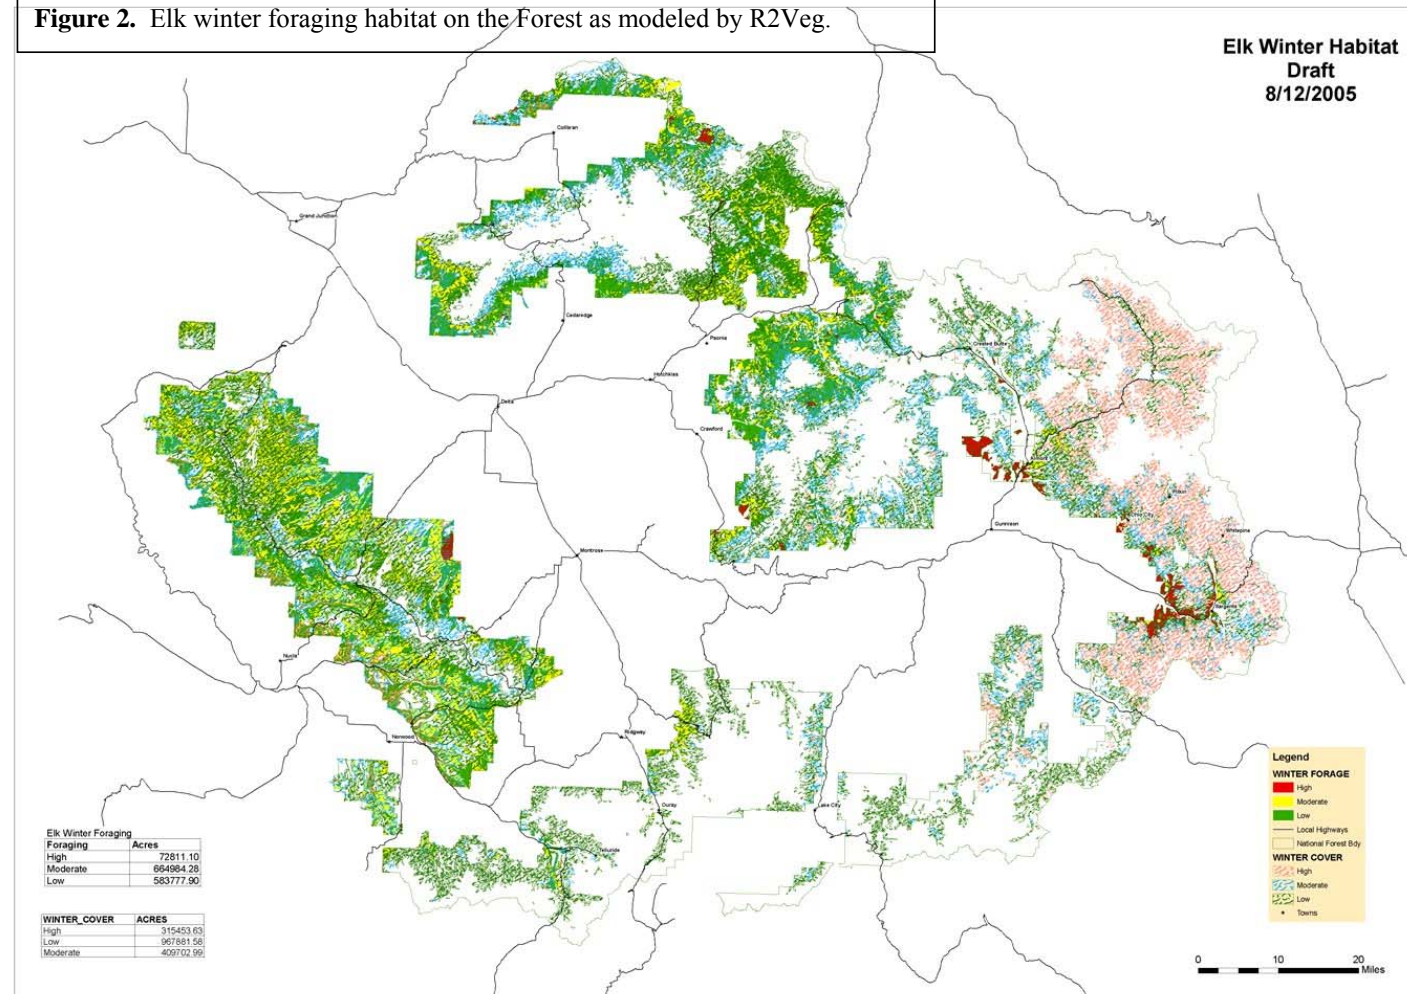 Figure 2. Elk winter foraging habitat on the Forest as modeled by R2Veg.
Elk Winter Habitat
Draft
8/12/2005
Collbran
Grand Junction
Cedaredge
Paonia
Crested Butte
Hotchkiss
Delta
Crawford
Pitkin
Whitepine
Gunnison
Montrose
Sargents
Nucla
Norwood
Ridgway
Ouray
Lake City
Telluride
Legend
WINTER FORAGE
High
Moderate
Low
Local Highways
National Forest Bdy
WINTER COVER
High
Moderate
Low
Towns
Elk Winter Foraging
Foraging Acres
High 72811.10
Moderate 664984.28
Low 583777.90
WINTER_COVER ACRES
High 315453.63
Low 967881.58
Moderate 409702.99
0 10 20
Miles